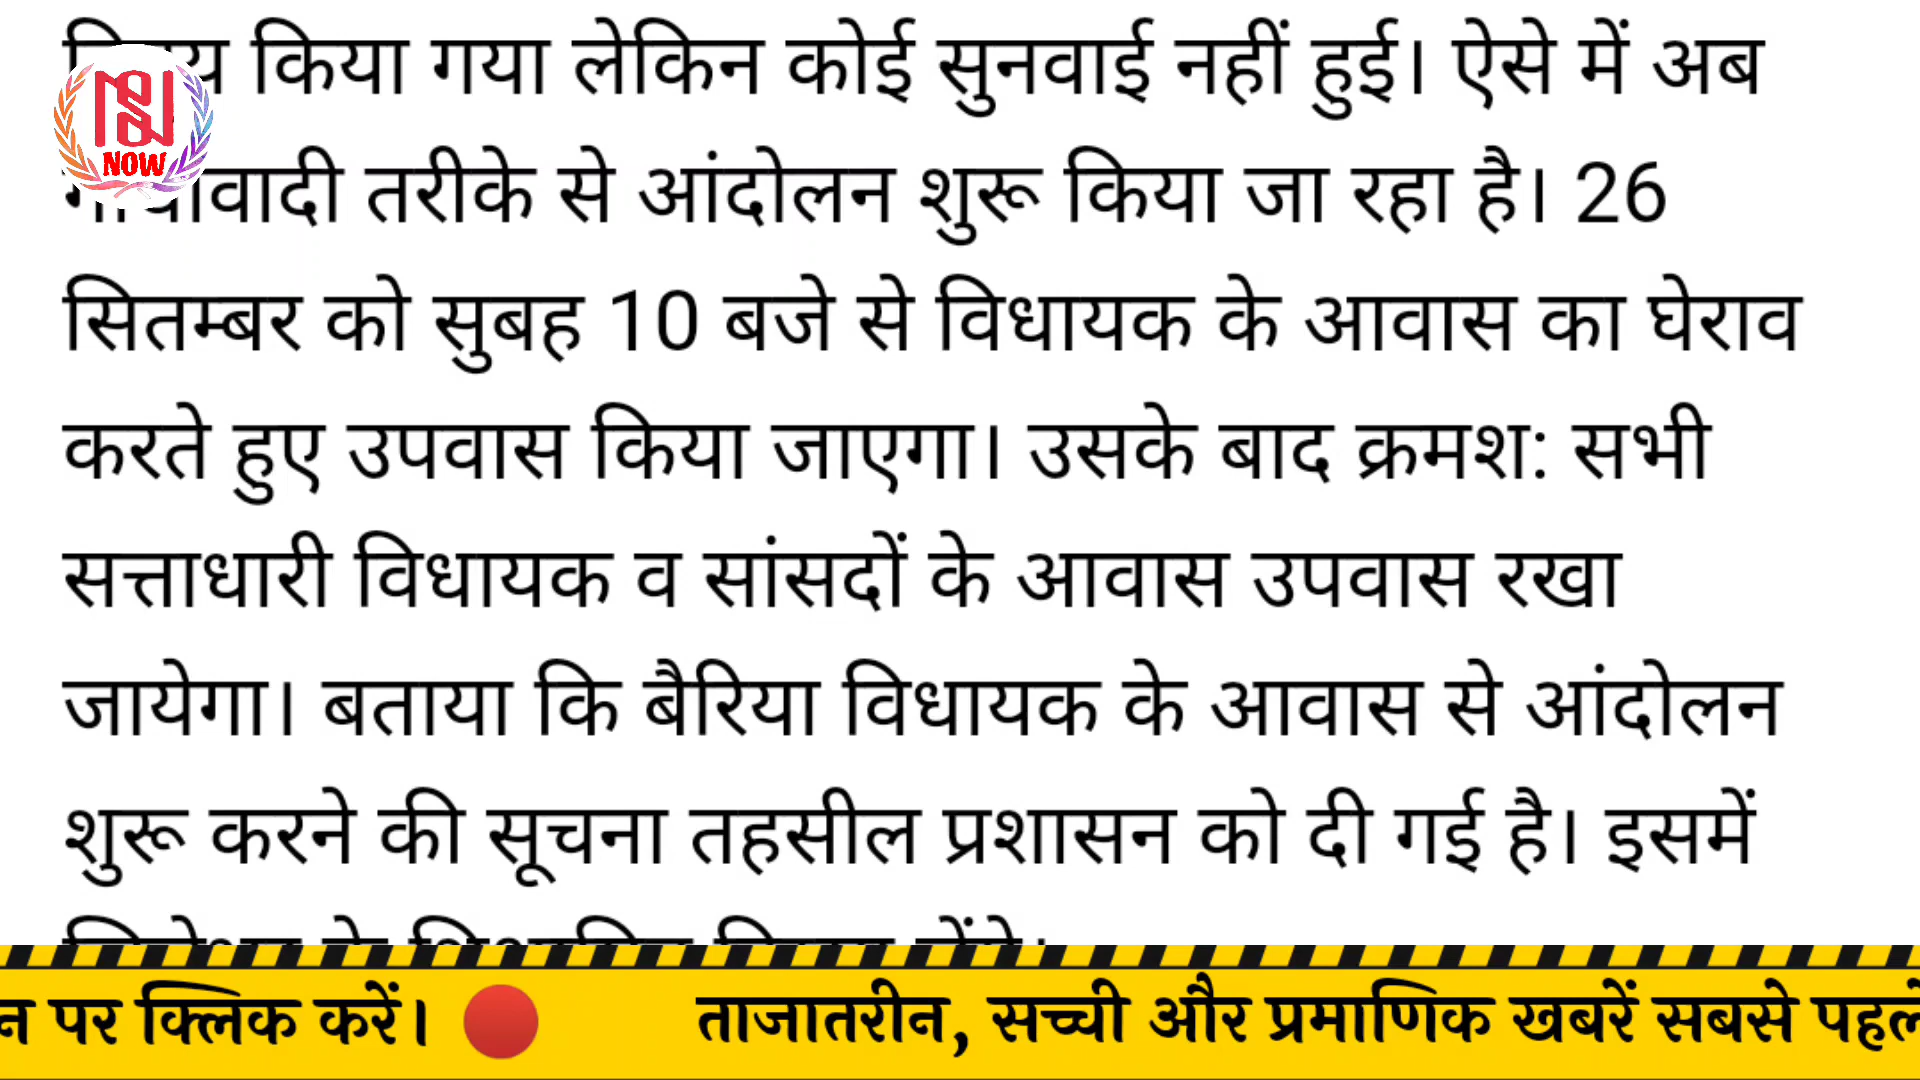 किया गया लेकिन कोई सुनवाई नहीं हुई। ऐसे में अब
तरीके से आंदोलन शुरू किया जा रहा है। 26
सितम्बर को सुबह 10 बजे से विधायक के आवास का घेराव
करते हुए उपवास किया जाएगा। उसके बाद क्रमश: सभी
सत्ताधारी विधायक व सांसदों के आवास उपवास रखा
जायेगा। बताया कि बैरिया विधायक के आवास से आंदोलन
शुरू करने की सूचना तहसील प्रशासन को दी गई है। इसमें
NOW
न पर क्लिक करें। ताजातरीन, सच्ची और प्रमाणिक खबरें सबसे पहले